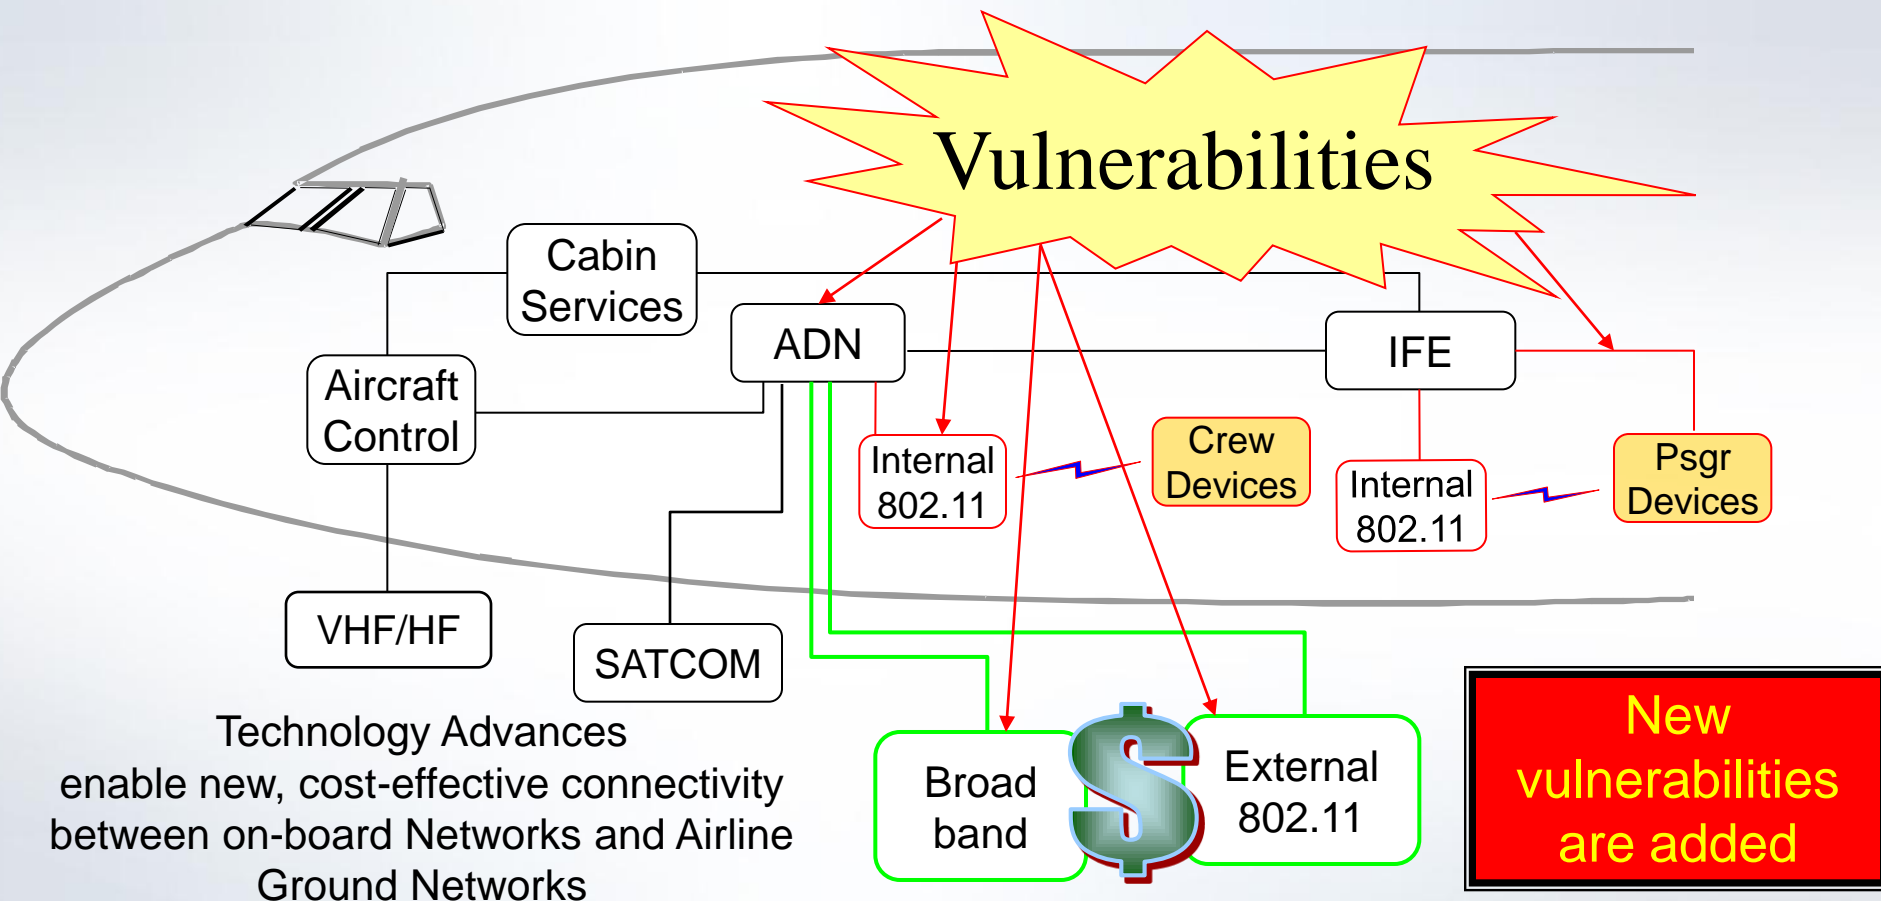 Vulnerabilities
Cabin
Services
ADN
IFE
Aircraft
Control
Internal
802.11
Crew
Devices
Internal
802.11
Psgr
Devices
VHF/HF
SATCOM
Technology Advances
enable new, cost-effective connectivity
between on-board Networks and Airline
Ground Networks
Broad
band
$
External
802.11
New
vulnerabilities
are added